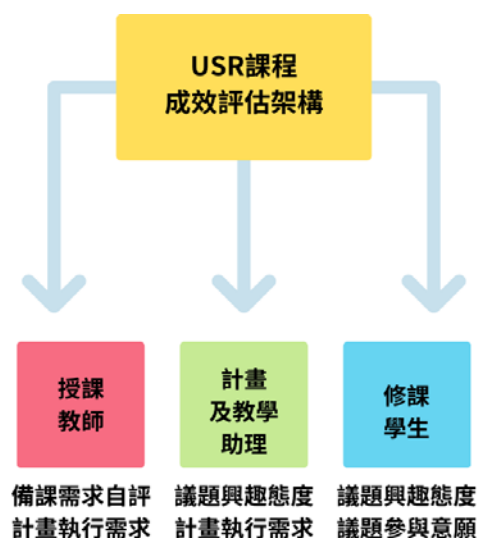 USR課程
成效評估架構
授課
教師
計畫
及教學
助理
修課
學生
備課需求自評
計畫執行需求
議題興趣態度
計畫執行需求
議題興趣態度
議題參與意願